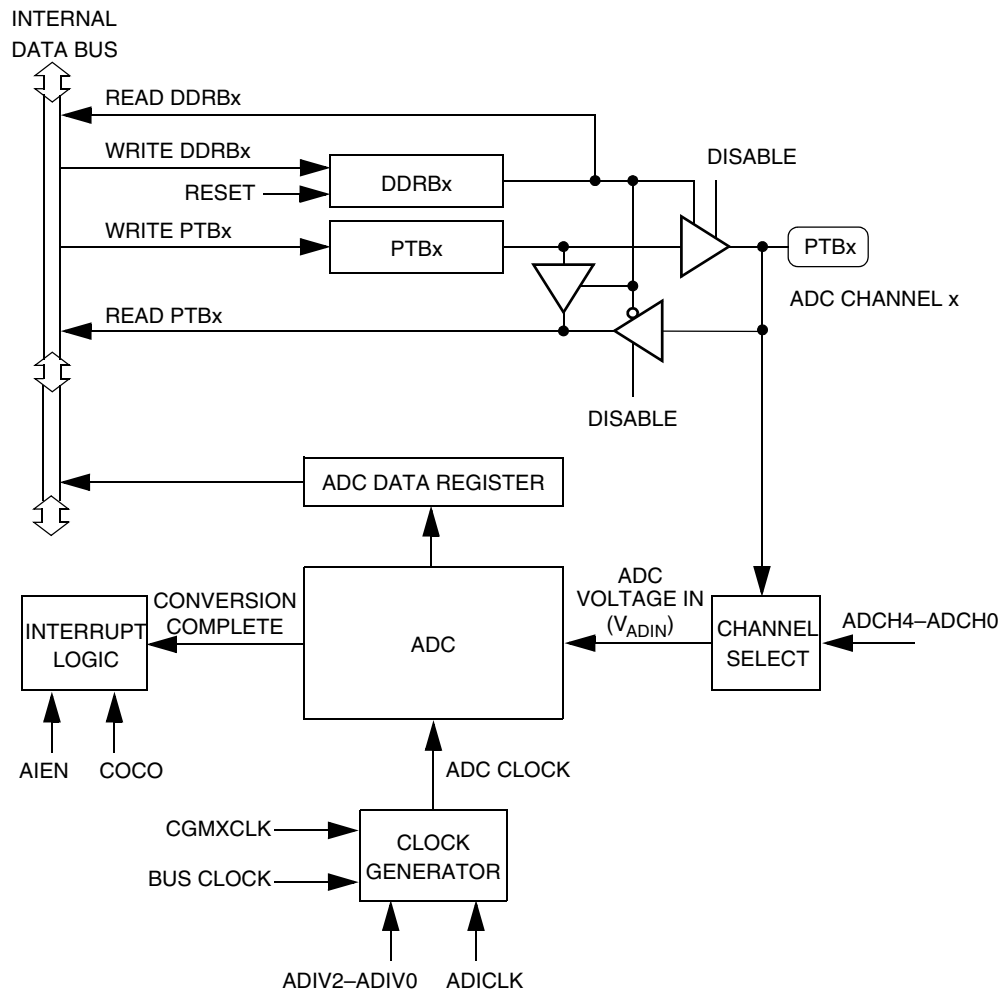 INTERNAL
DATA BUS
READ DDRBx
WRITE DDRBx
DISABLE
DDRBx
RESET
WRITE PTBx
PTBx
PTBx
ADC CHANNEL x
READ PTBx
DISABLE
ADC DATA REGISTER
INTERRUPT
LOGIC
CONVERSION
COMPLETE
ADC
ADC
VOLTAGE IN
(VADIN)
CHANNEL
SELECT
ADCH4–ADCH0
AIEN
COCO
ADC CLOCK
CGMXCLK
BUS CLOCK
CLOCK
GENERATOR
ADIV2–ADIV0
ADICLK